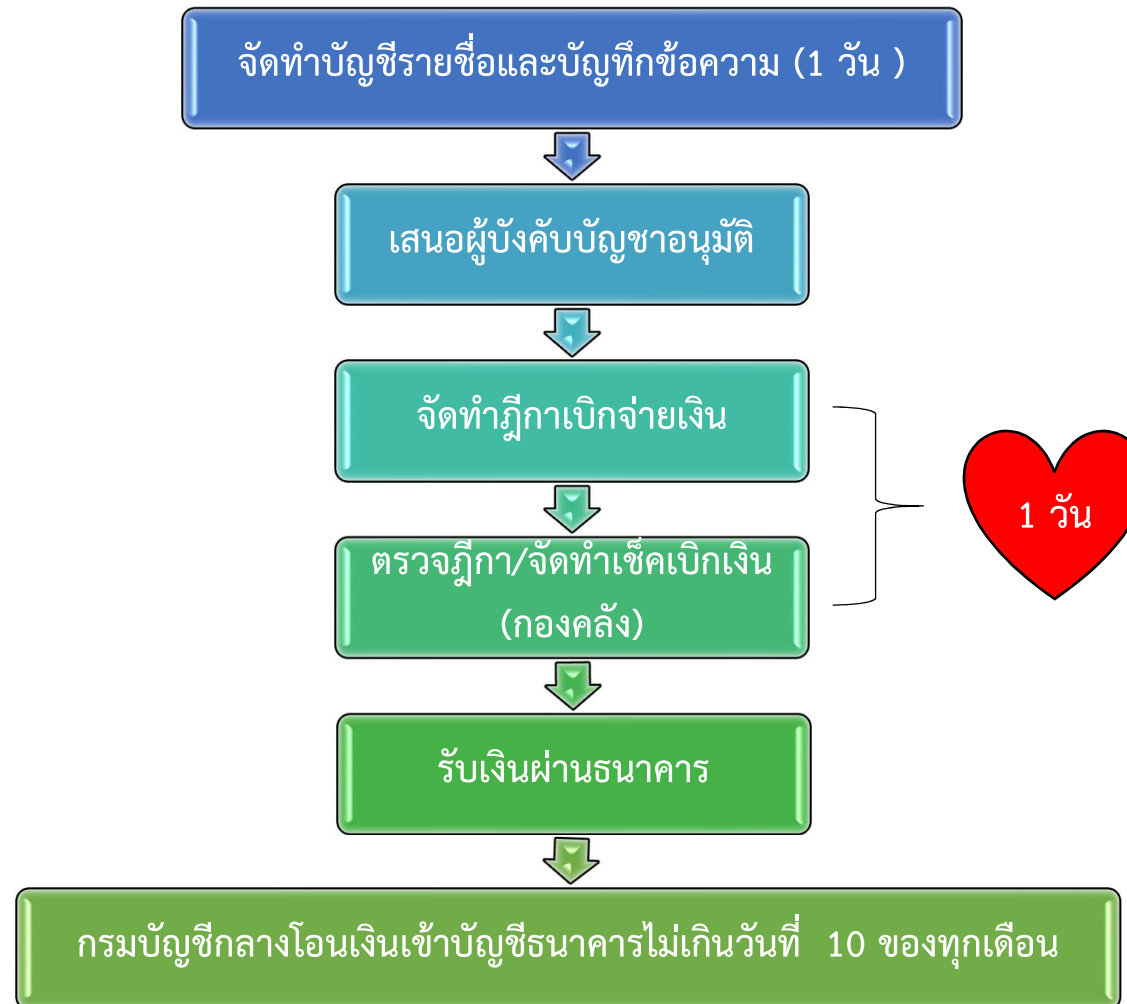 จัดทำบัญชีรายชื่อและบัญทึกข้อความ (1 วัน )
เสนอผู้บังคับบัญชาอนุมัติ
จัดทำฎีกาเบิกจ่ายเงิน
ตรวจฎีกา/จัดทำเช็คเบิกเงิน
(กองคลัง)
1 วัน
รับเงินผ่านธนาคาร
กรมบัญชีกลางโอนเงินเข้าบัญชีธนาคารไม่เกินวันที่ 10 ของทุกเดือน